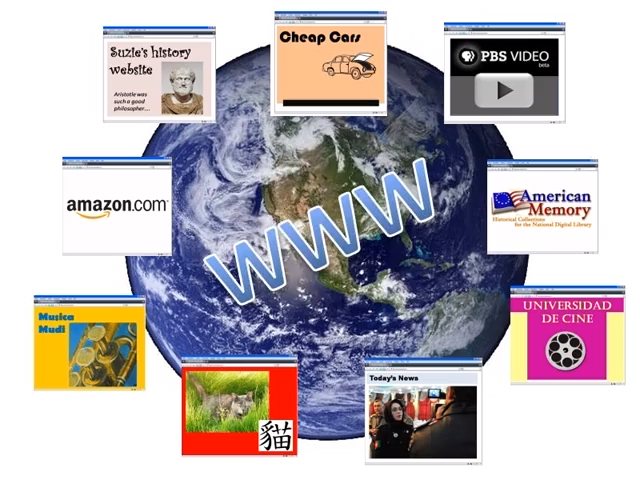 Suzie's history
website
Aristotle was
such a good
philosopher...
Cheap Cars
PBS VIDEO
beta
amazon.com
WWW
American
Memory
Historical Collections
for the National Digital Library
Musica
Mudi
UNIVERSIDAD
DE CINE
貓
Today's News